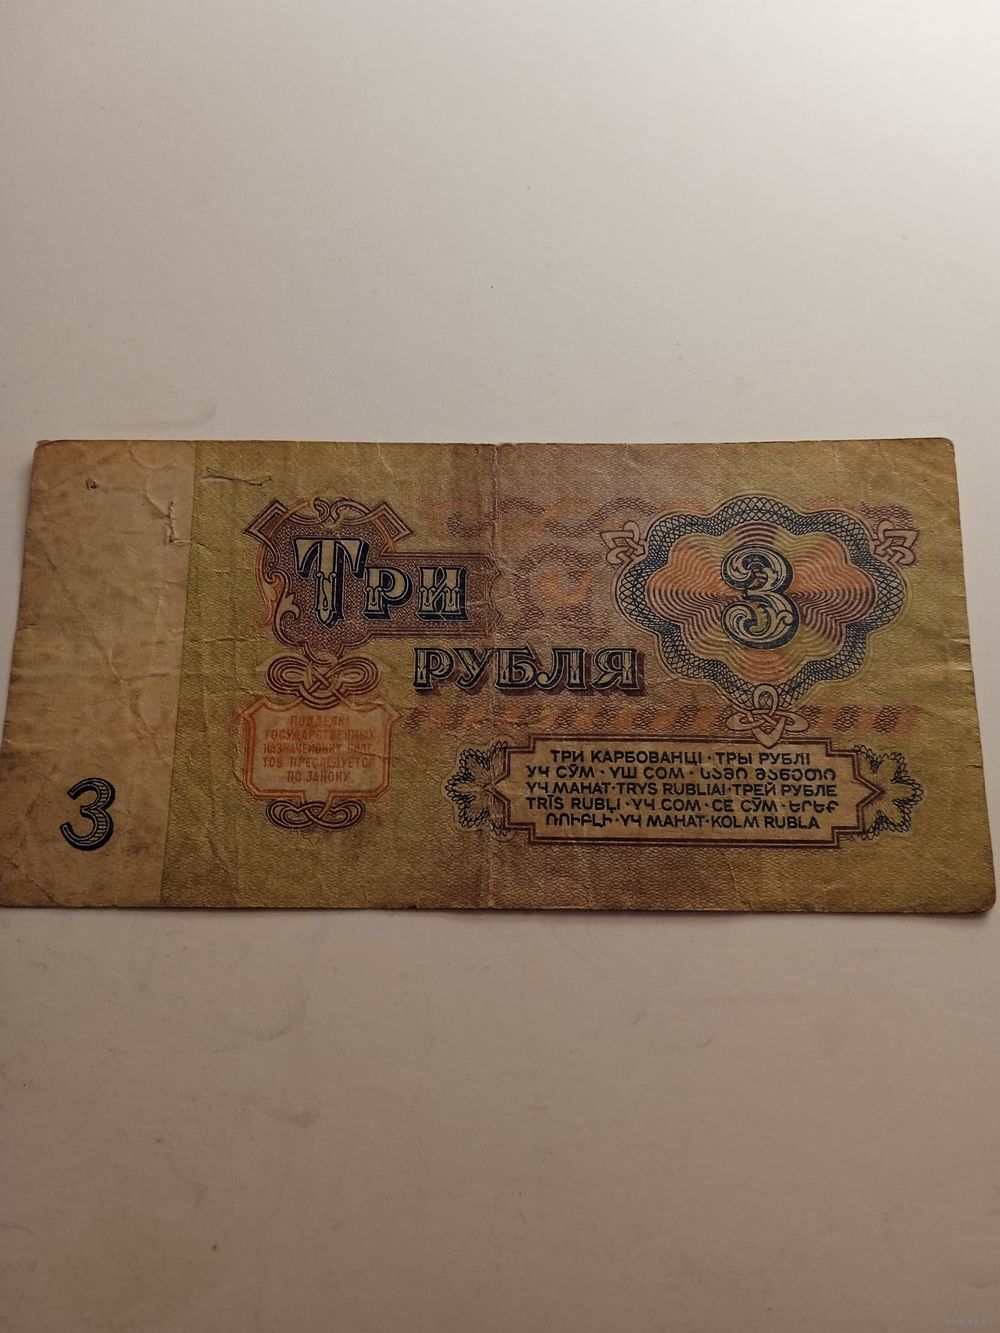 ТРИ
РУБЛЯ
3
ПОДДЕЛКА
ГОСУДАРСТВЕННЫХ
КАЗНАЧЕЙСКИХ БИЛЕ-
ТОВ ПРЕСЛЕДУЕТСЯ
ПО ЗАКОНУ.
ТРИ КАРБОВАНЦІ · ТРЫ РУБЛІ
УЧ СЎМ · ҮШ СОМ · ᲡᲐᲛᲘ ᲛᲐᲜᲔᲗᲘ
УЧ МАНАТ · TRYS RUBLIAI · ТРЕЙ РУБЛЕ
TRĪS RUBĻI · ҮЧ СОМ · СЕ СЎМ · ԵՐԵՔ
ՌՈՒԲԼԻ · ҮЧ МАНАТ · KOLM RUBLA
3